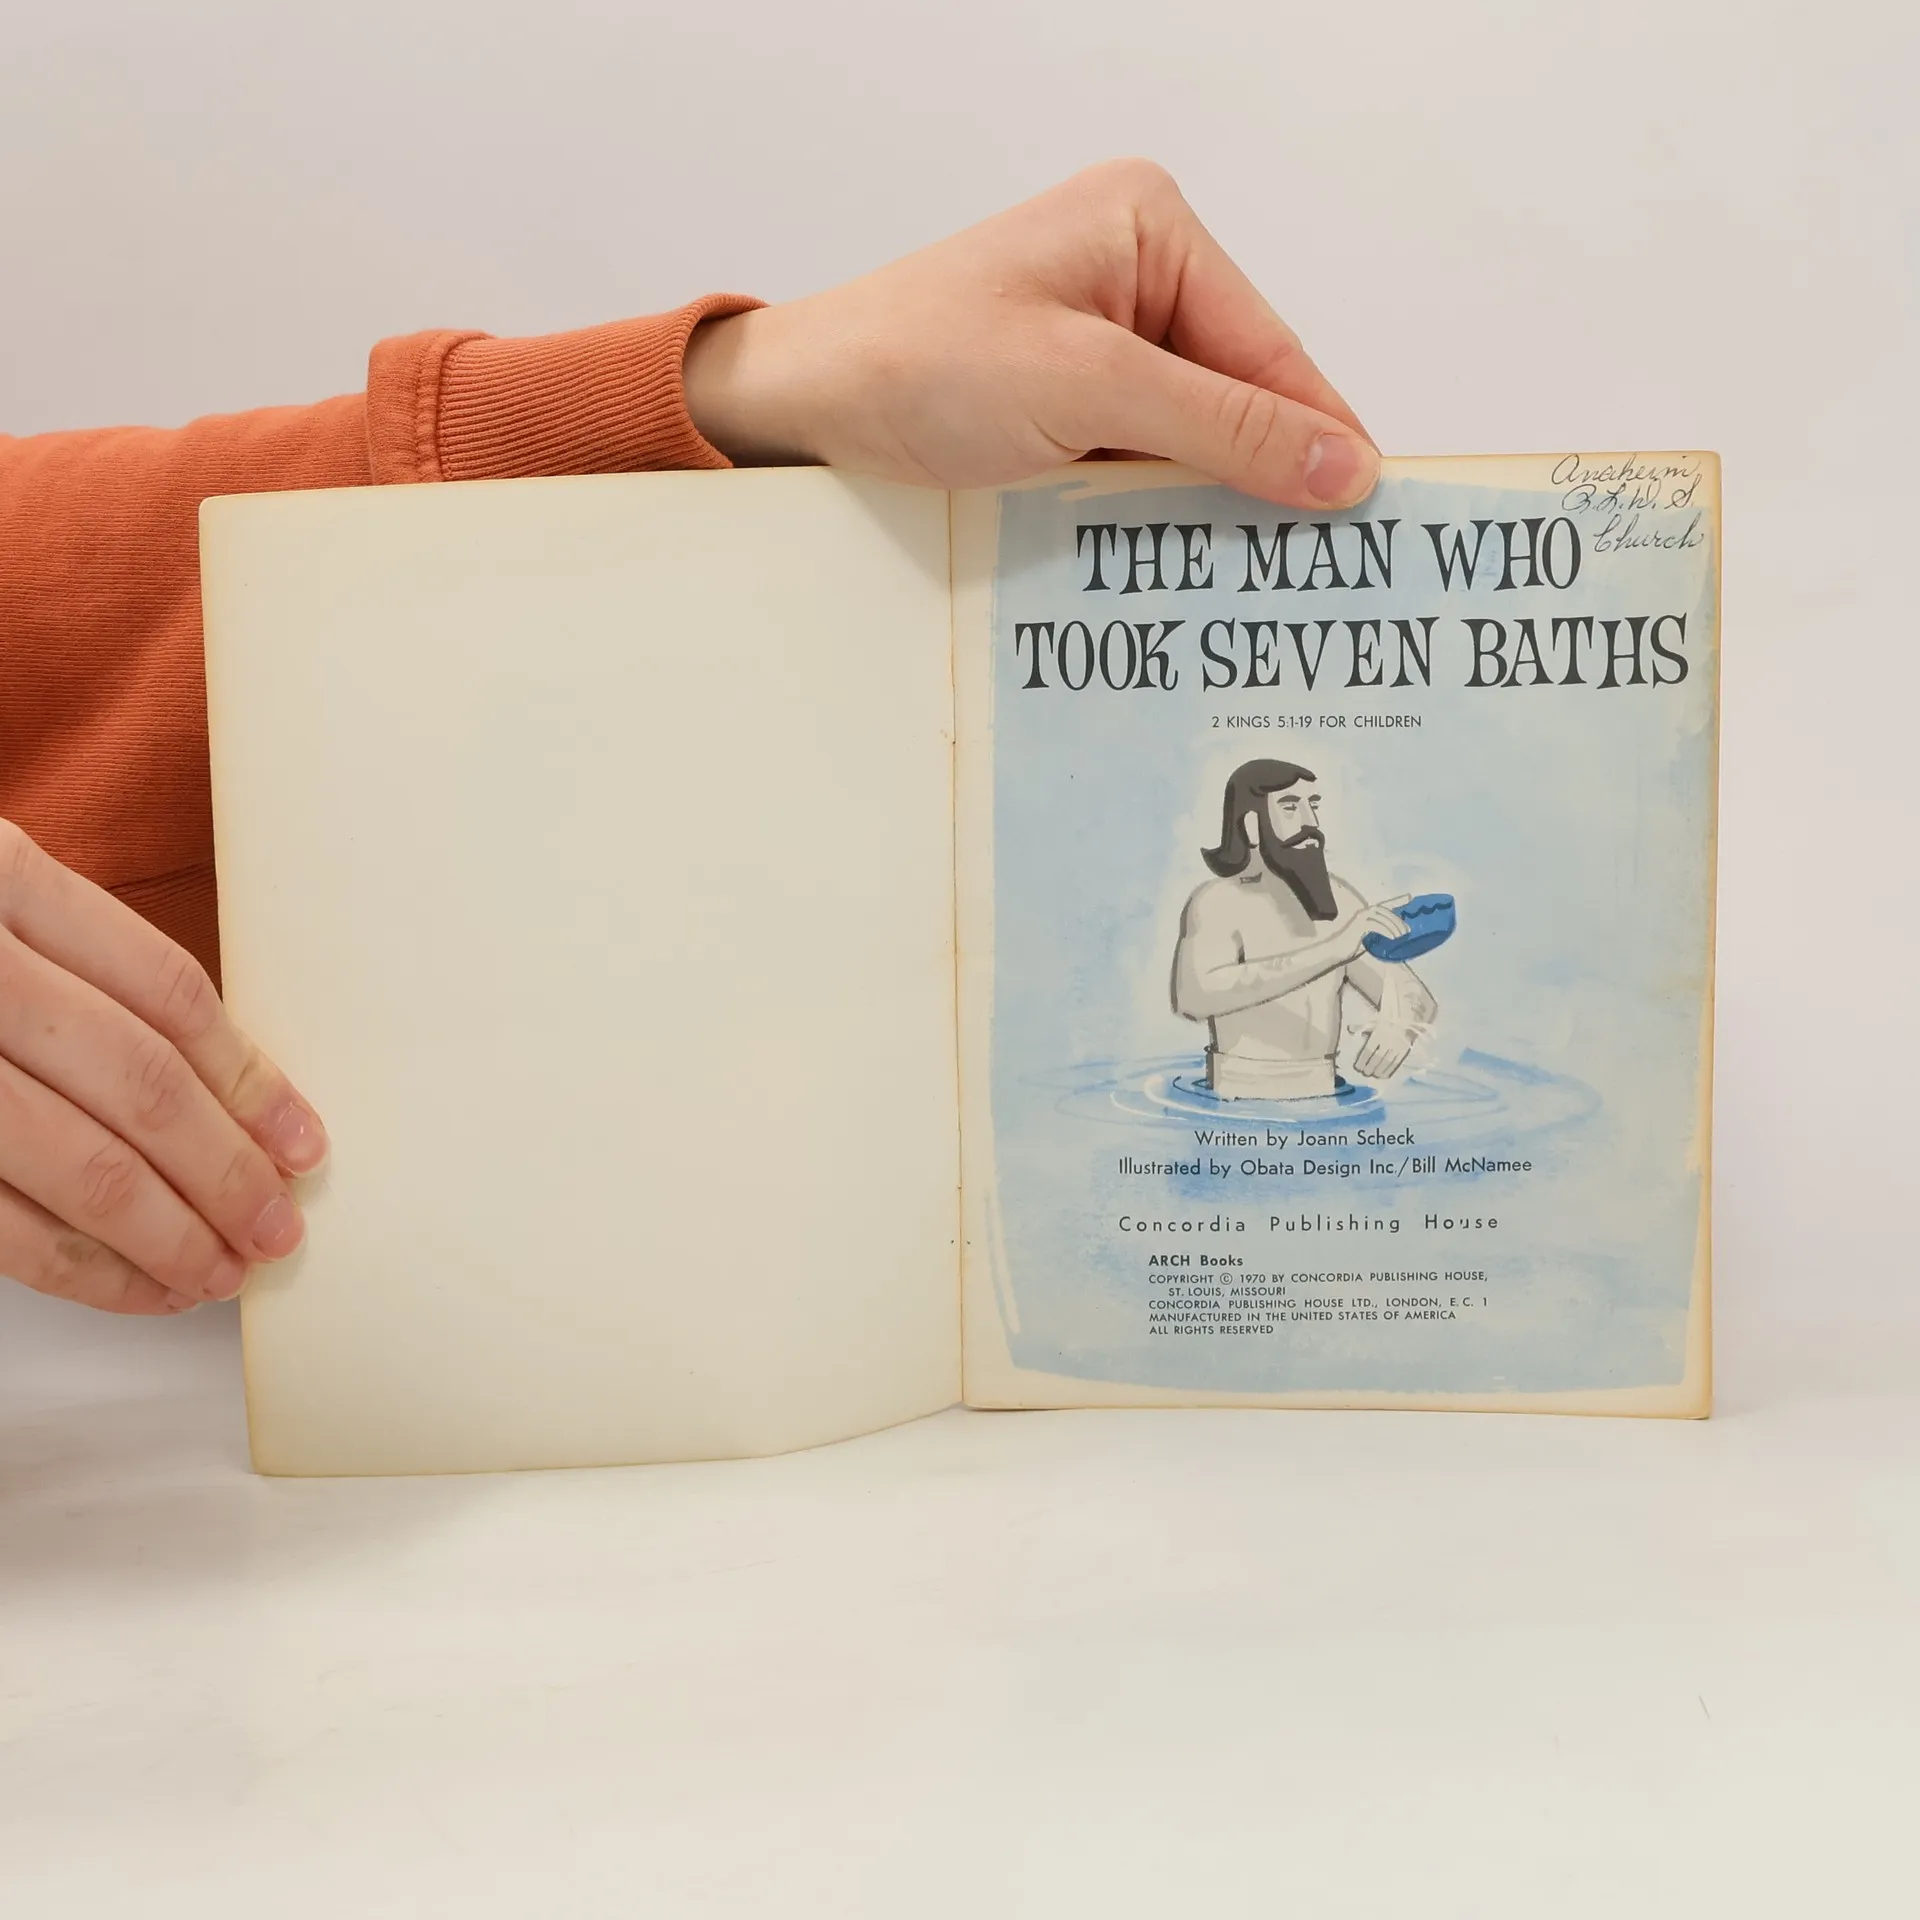 Anaheim,
Church
THE MAN WHO
TOOK SEVEN BATHS
2 KINGS 5:1-19 FOR CHILDREN
Written by Joann Scheck
Illustrated by Obata Design Inc./Bill McNamee
Concordia Publishing House
ARCH Books
COPYRIGHT © 1970 BY CONCORDIA PUBLISHING HOUSE,
ST. LOUIS, MISSOURI
CONCORDIA PUBLISHING HOUSE LTD., LONDON, E. C. 1
MANUFACTURED IN THE UNITED STATES OF AMERICA
ALL RIGHTS RESERVED